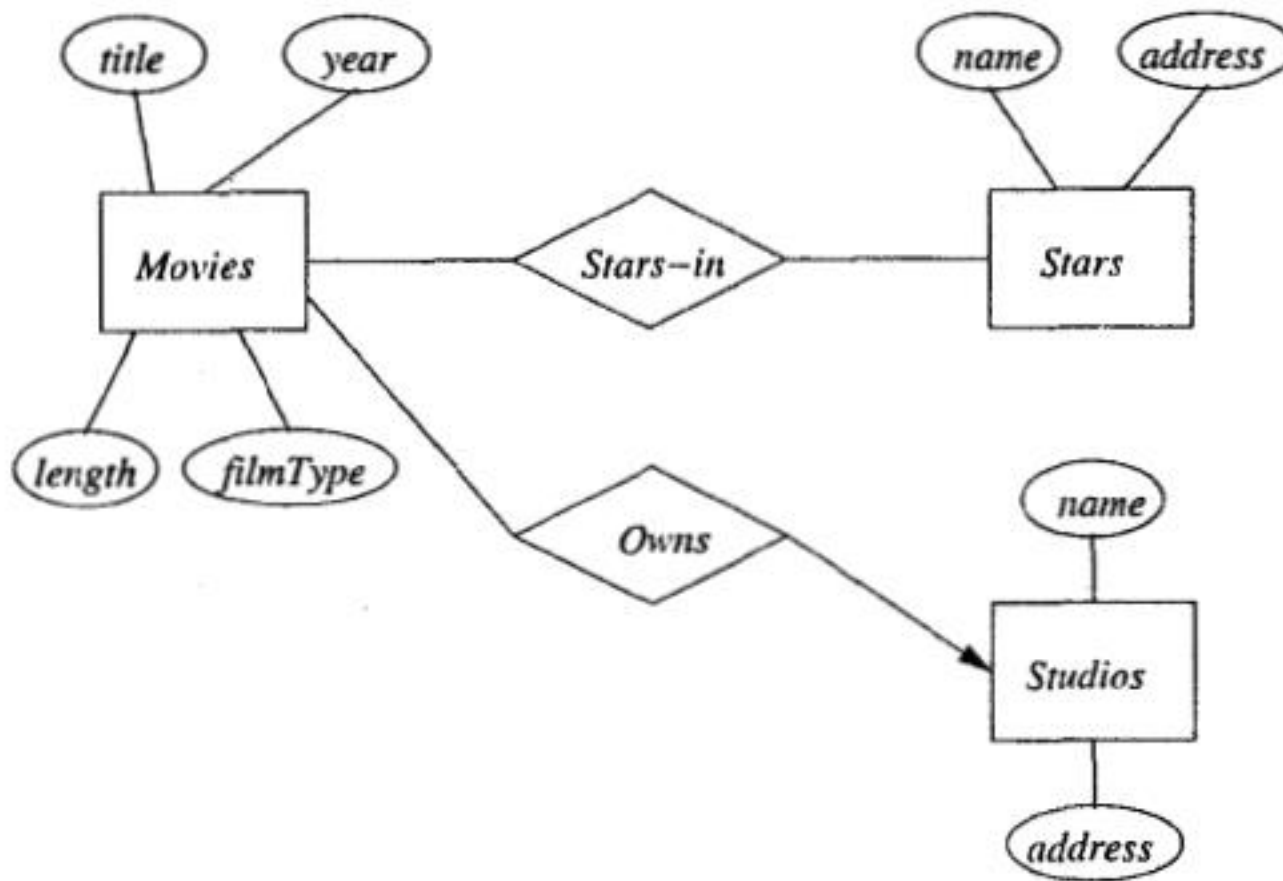 title
year
name
address
Movies
Stars-in
Stars
length
filmType
Owns
name
Studios
address